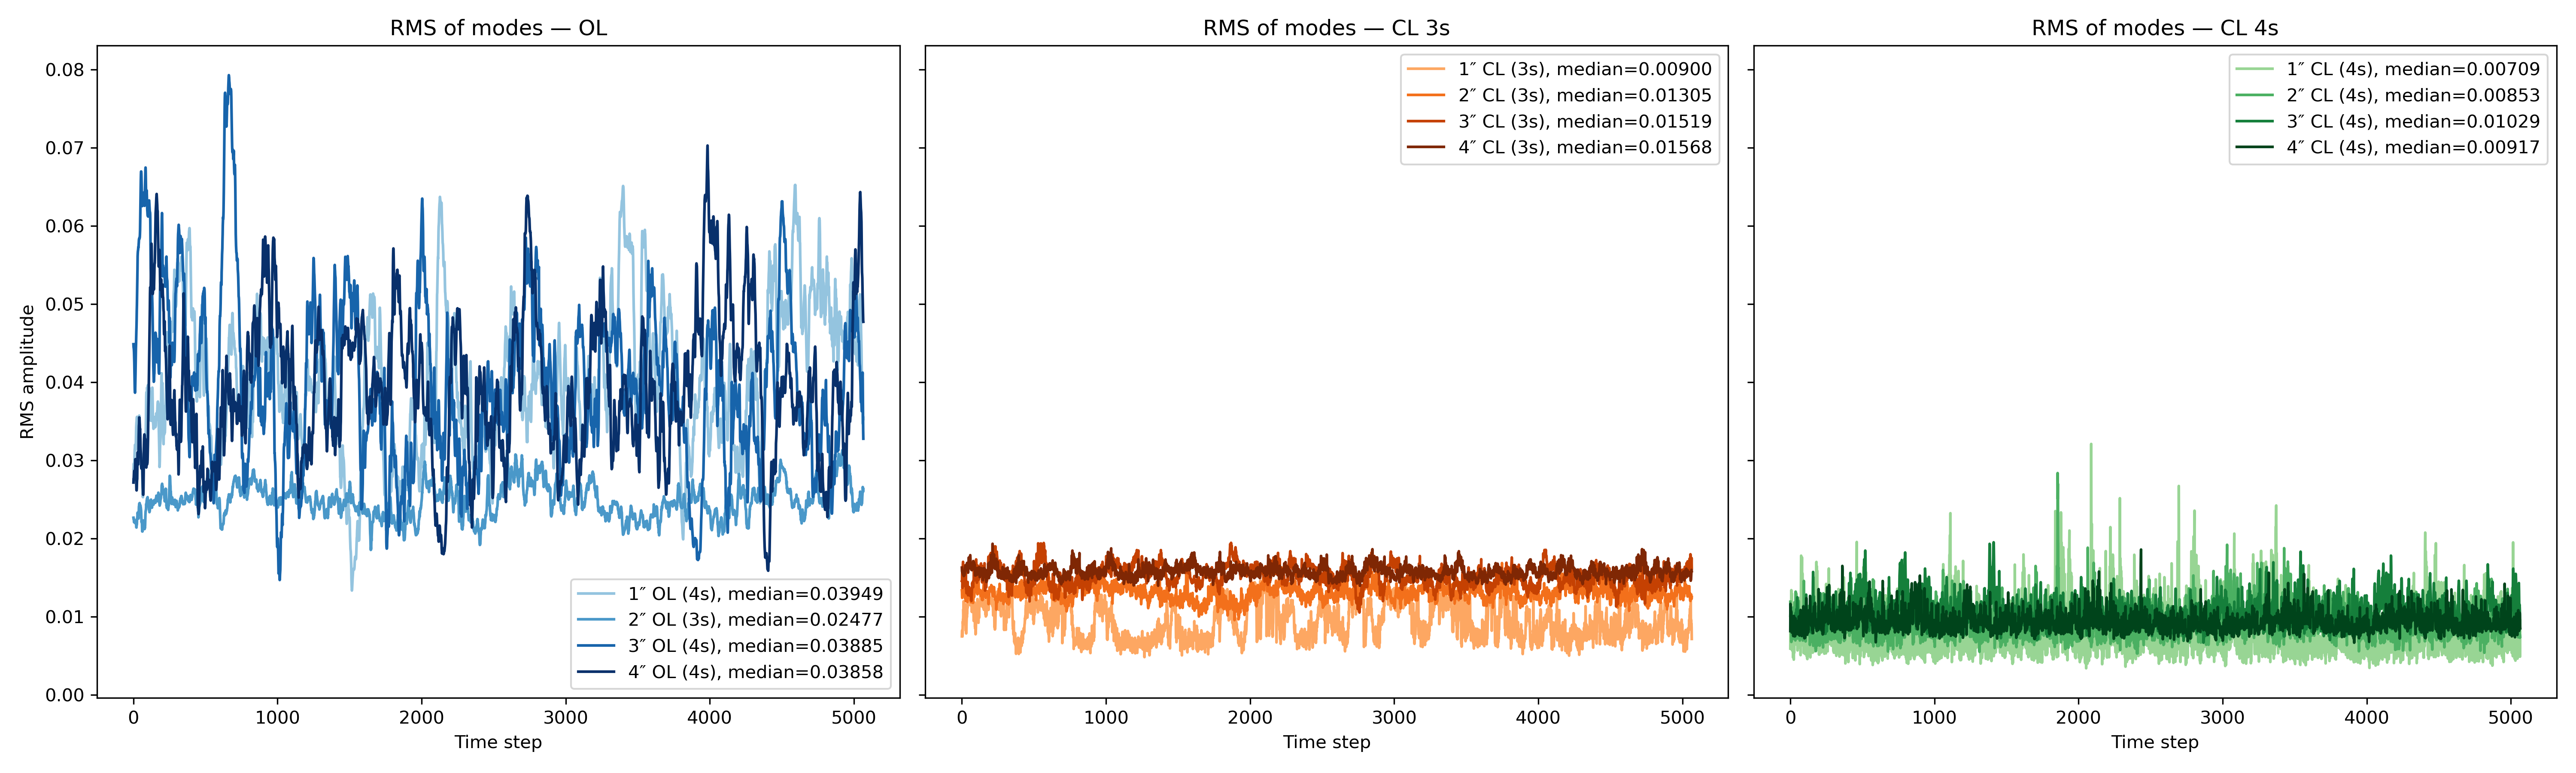 RMS of modes — OL
RMS amplitude
0.08
0.07
0.06
0.05
0.04
0.03
0.02
0.01
0.00
1″ OL (4s), median=0.03949
2″ OL (3s), median=0.02477
3″ OL (4s), median=0.03885
4″ OL (4s), median=0.03858
0 1000 2000 3000 4000 5000
Time step
RMS of modes — CL 3s
1″ CL (3s), median=0.00900
2″ CL (3s), median=0.01305
3″ CL (3s), median=0.01519
4″ CL (3s), median=0.01568
0 1000 2000 3000 4000 5000
Time step
RMS of modes — CL 4s
1″ CL (4s), median=0.00709
2″ CL (4s), median=0.00853
3″ CL (4s), median=0.01029
4″ CL (4s), median=0.00917
0 1000 2000 3000 4000 5000
Time step